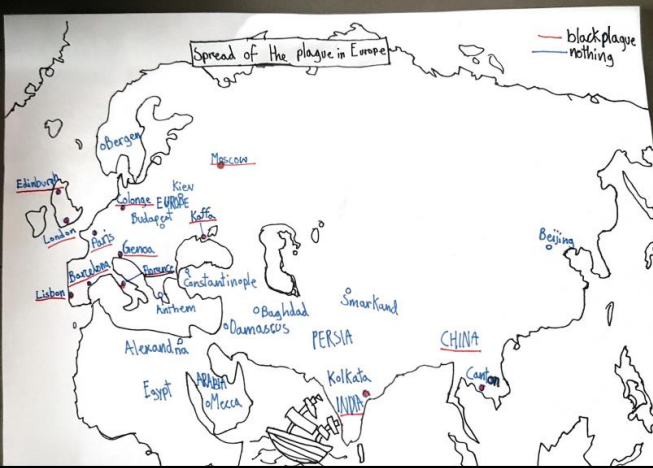 Spread of the plague in Europe
black plague
nothing
Bergen
Moscow
Edinburgh
Kiev
Colonge
EUROPE
Budapest
Kaffa
London
Paris
Genoa
Beijing
Barcelona
Florence
Constantinople
Lisbon
Smarkand
Anthem
Baghdad
Damascus
PERSIA
CHINA
Alexandria
Kolkata
Canton
Egypt
ARABIA
Mecca
INDIA